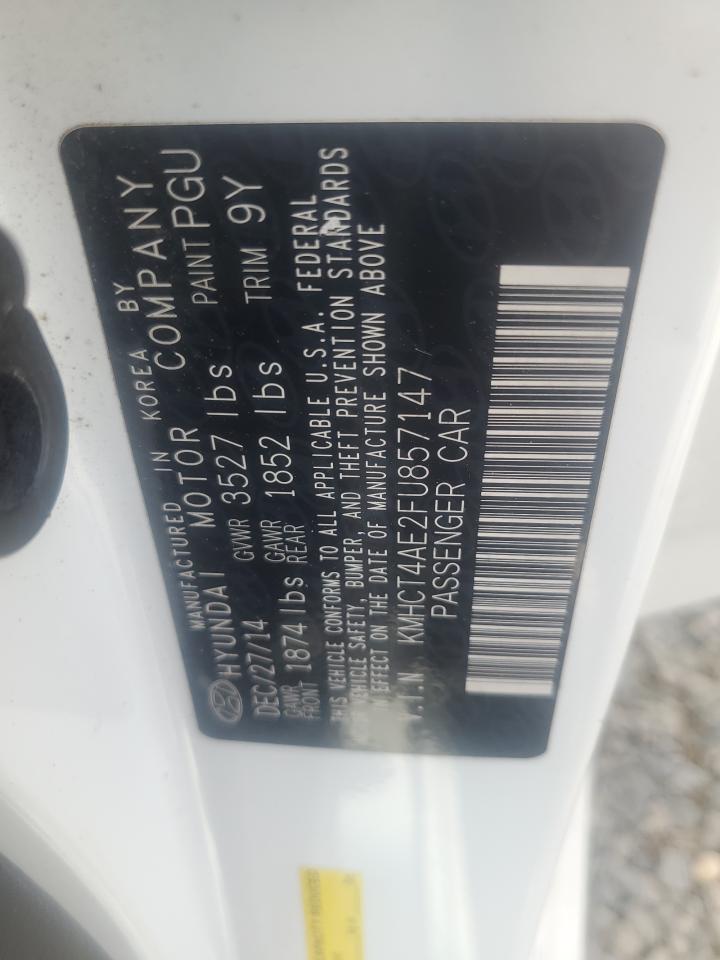 MANUFACTURED IN KOREA BY
HYUNDAI MOTOR COMPANY
DEC/27/14 GVWR 3527 lbs PAINT PGU
GAWR FRONT 1874 lbs GAWR REAR 1852 lbs TRIM 9Y
THIS VEHICLE CONFORMS TO ALL APPLICABLE U.S.A. FEDERAL
VEHICLE SAFETY, BUMPER, AND THEFT PREVENTION STANDARDS
IN EFFECT ON THE DATE OF MANUFACTURE SHOWN ABOVE
V.I.N KMHCT4AE2FU857147
PASSENGER CAR
CAPACITY REDUCED